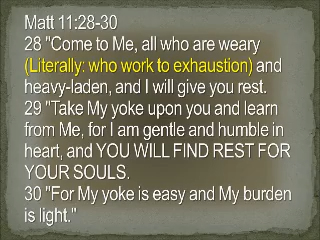 Matt 11:28-30
28 "Come to Me, all who are weary
(Literally: who work to exhaustion) and
heavy-laden, and I will give you rest.
29 "Take My yoke upon you and learn
from Me, for I am gentle and humble in
heart, and YOU WILL FIND REST FOR
YOUR SOULS.
30 "For My yoke is easy and My burden
is light."